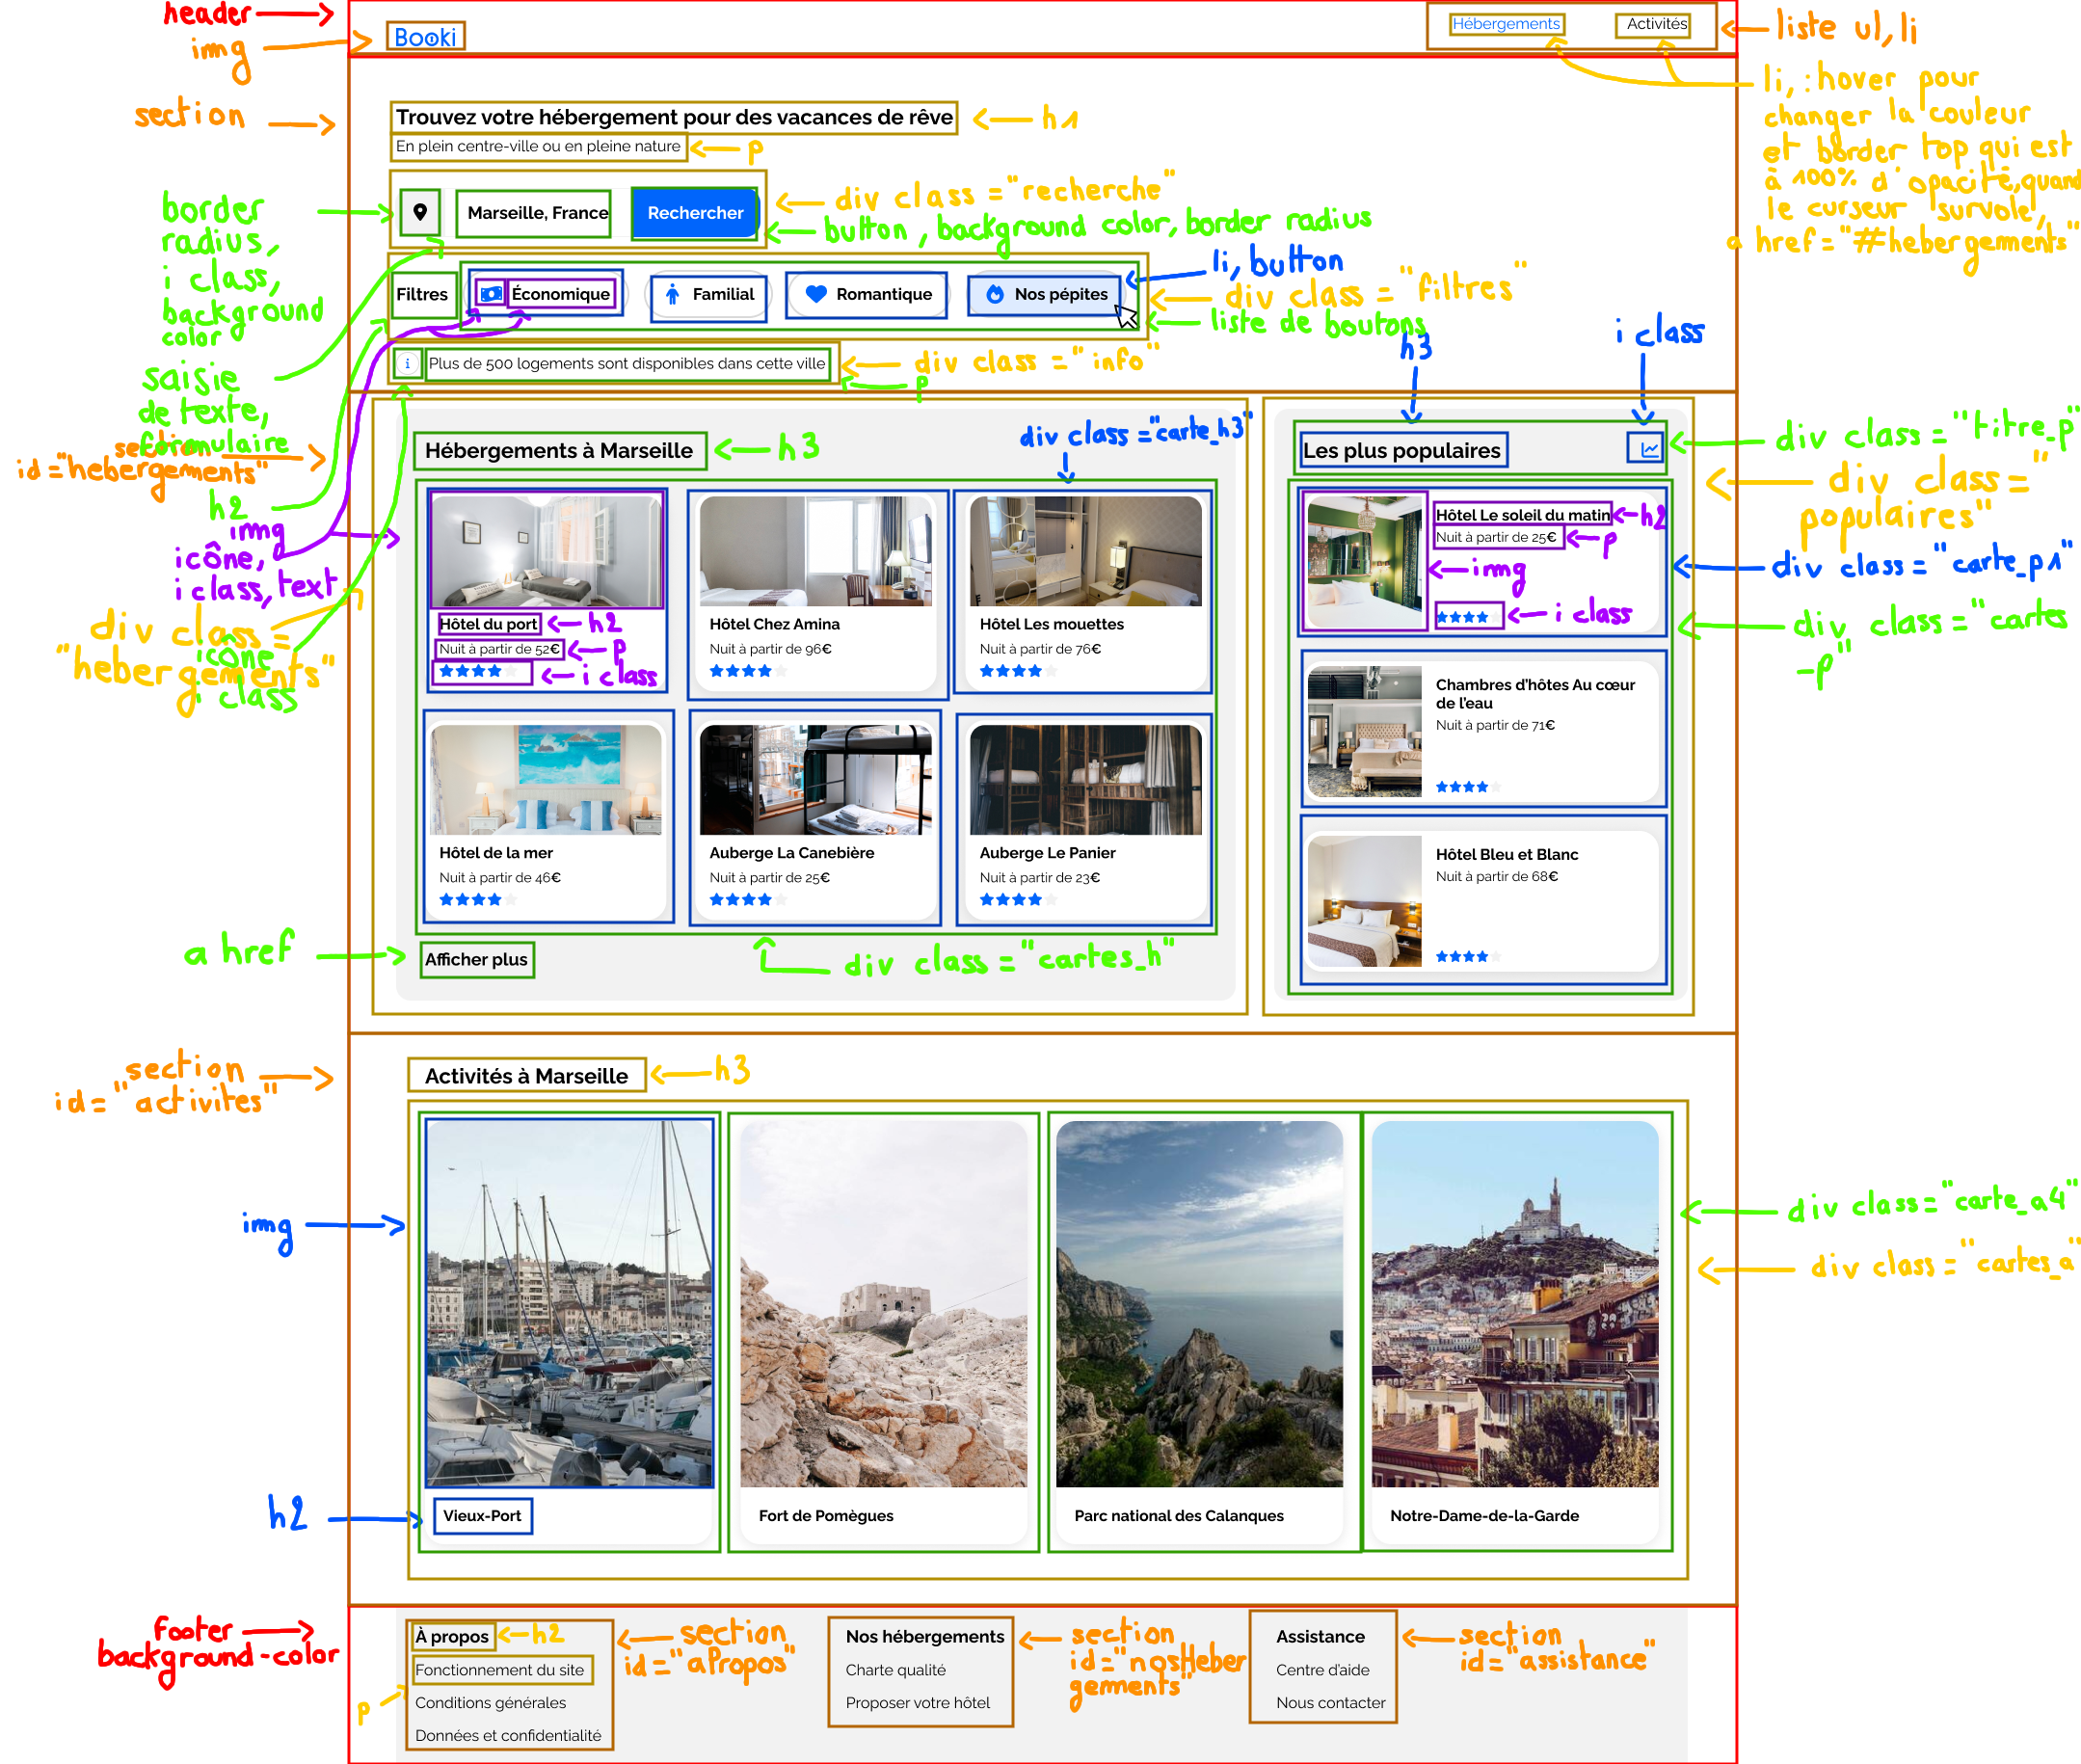 header
img
Booki
Hébergements
Activités
liste ul, li
li, :hover pour
changer la couleur
et border top qui est
à 100% d'opacité, quand
le curseur survole,
a href="#hebergements"
section
Trouvez votre hébergement pour des vacances de rêve
h1
En plein centre-ville ou en pleine nature
p
border
radius,
i class,
background
color
Marseille, France
Rechercher
div class="recherche"
button, background color, border radius
Filtres
Économique
Familial
Romantique
Nos pépites
li, button
div class="filtres"
liste de boutons
i
Plus de 500 logements sont disponibles dans cette ville
div class="info"
p
h3
i class
saisie
de texte,
formulaire
section
id="hebergements"
h2
img
icône,
i class, text
div class=
"hebergements"
icône
i class
Hébergements à Marseille
h3
div class="carte_h3"
Hôtel du port
h2
Nuit à partir de 52€
p
i class
Hôtel Chez Amina
Nuit à partir de 96€
Hôtel Les mouettes
Nuit à partir de 76€
Hôtel de la mer
Nuit à partir de 46€
Auberge La Canebière
Nuit à partir de 25€
Auberge Le Panier
Nuit à partir de 23€
a href
Afficher plus
div class="cartes_h"
Les plus populaires
div class="titre_p"
div class="
populaires"
Hôtel Le soleil du matin
h2
Nuit à partir de 25€
p
img
i class
div class="carte_p1"
div class="cartes
_p"
Chambres d'hôtes Au cœur
de l'eau
Nuit à partir de 71€
Hôtel Bleu et Blanc
Nuit à partir de 68€
section
id="activites"
Activités à Marseille
h3
img
div class="carte_a4"
div class="cartes_a"
h2
Vieux-Port
Fort de Pomègues
Parc national des Calanques
Notre-Dame-de-la-Garde
footer
background-color
À propos
h2
Fonctionnement du site
Conditions générales
Données et confidentialité
p
section
id="aPropos"
Nos hébergements
Charte qualité
Proposer votre hôtel
section
id="nosHeber
gements"
Assistance
Centre d'aide
Nous contacter
section
id="assistance"